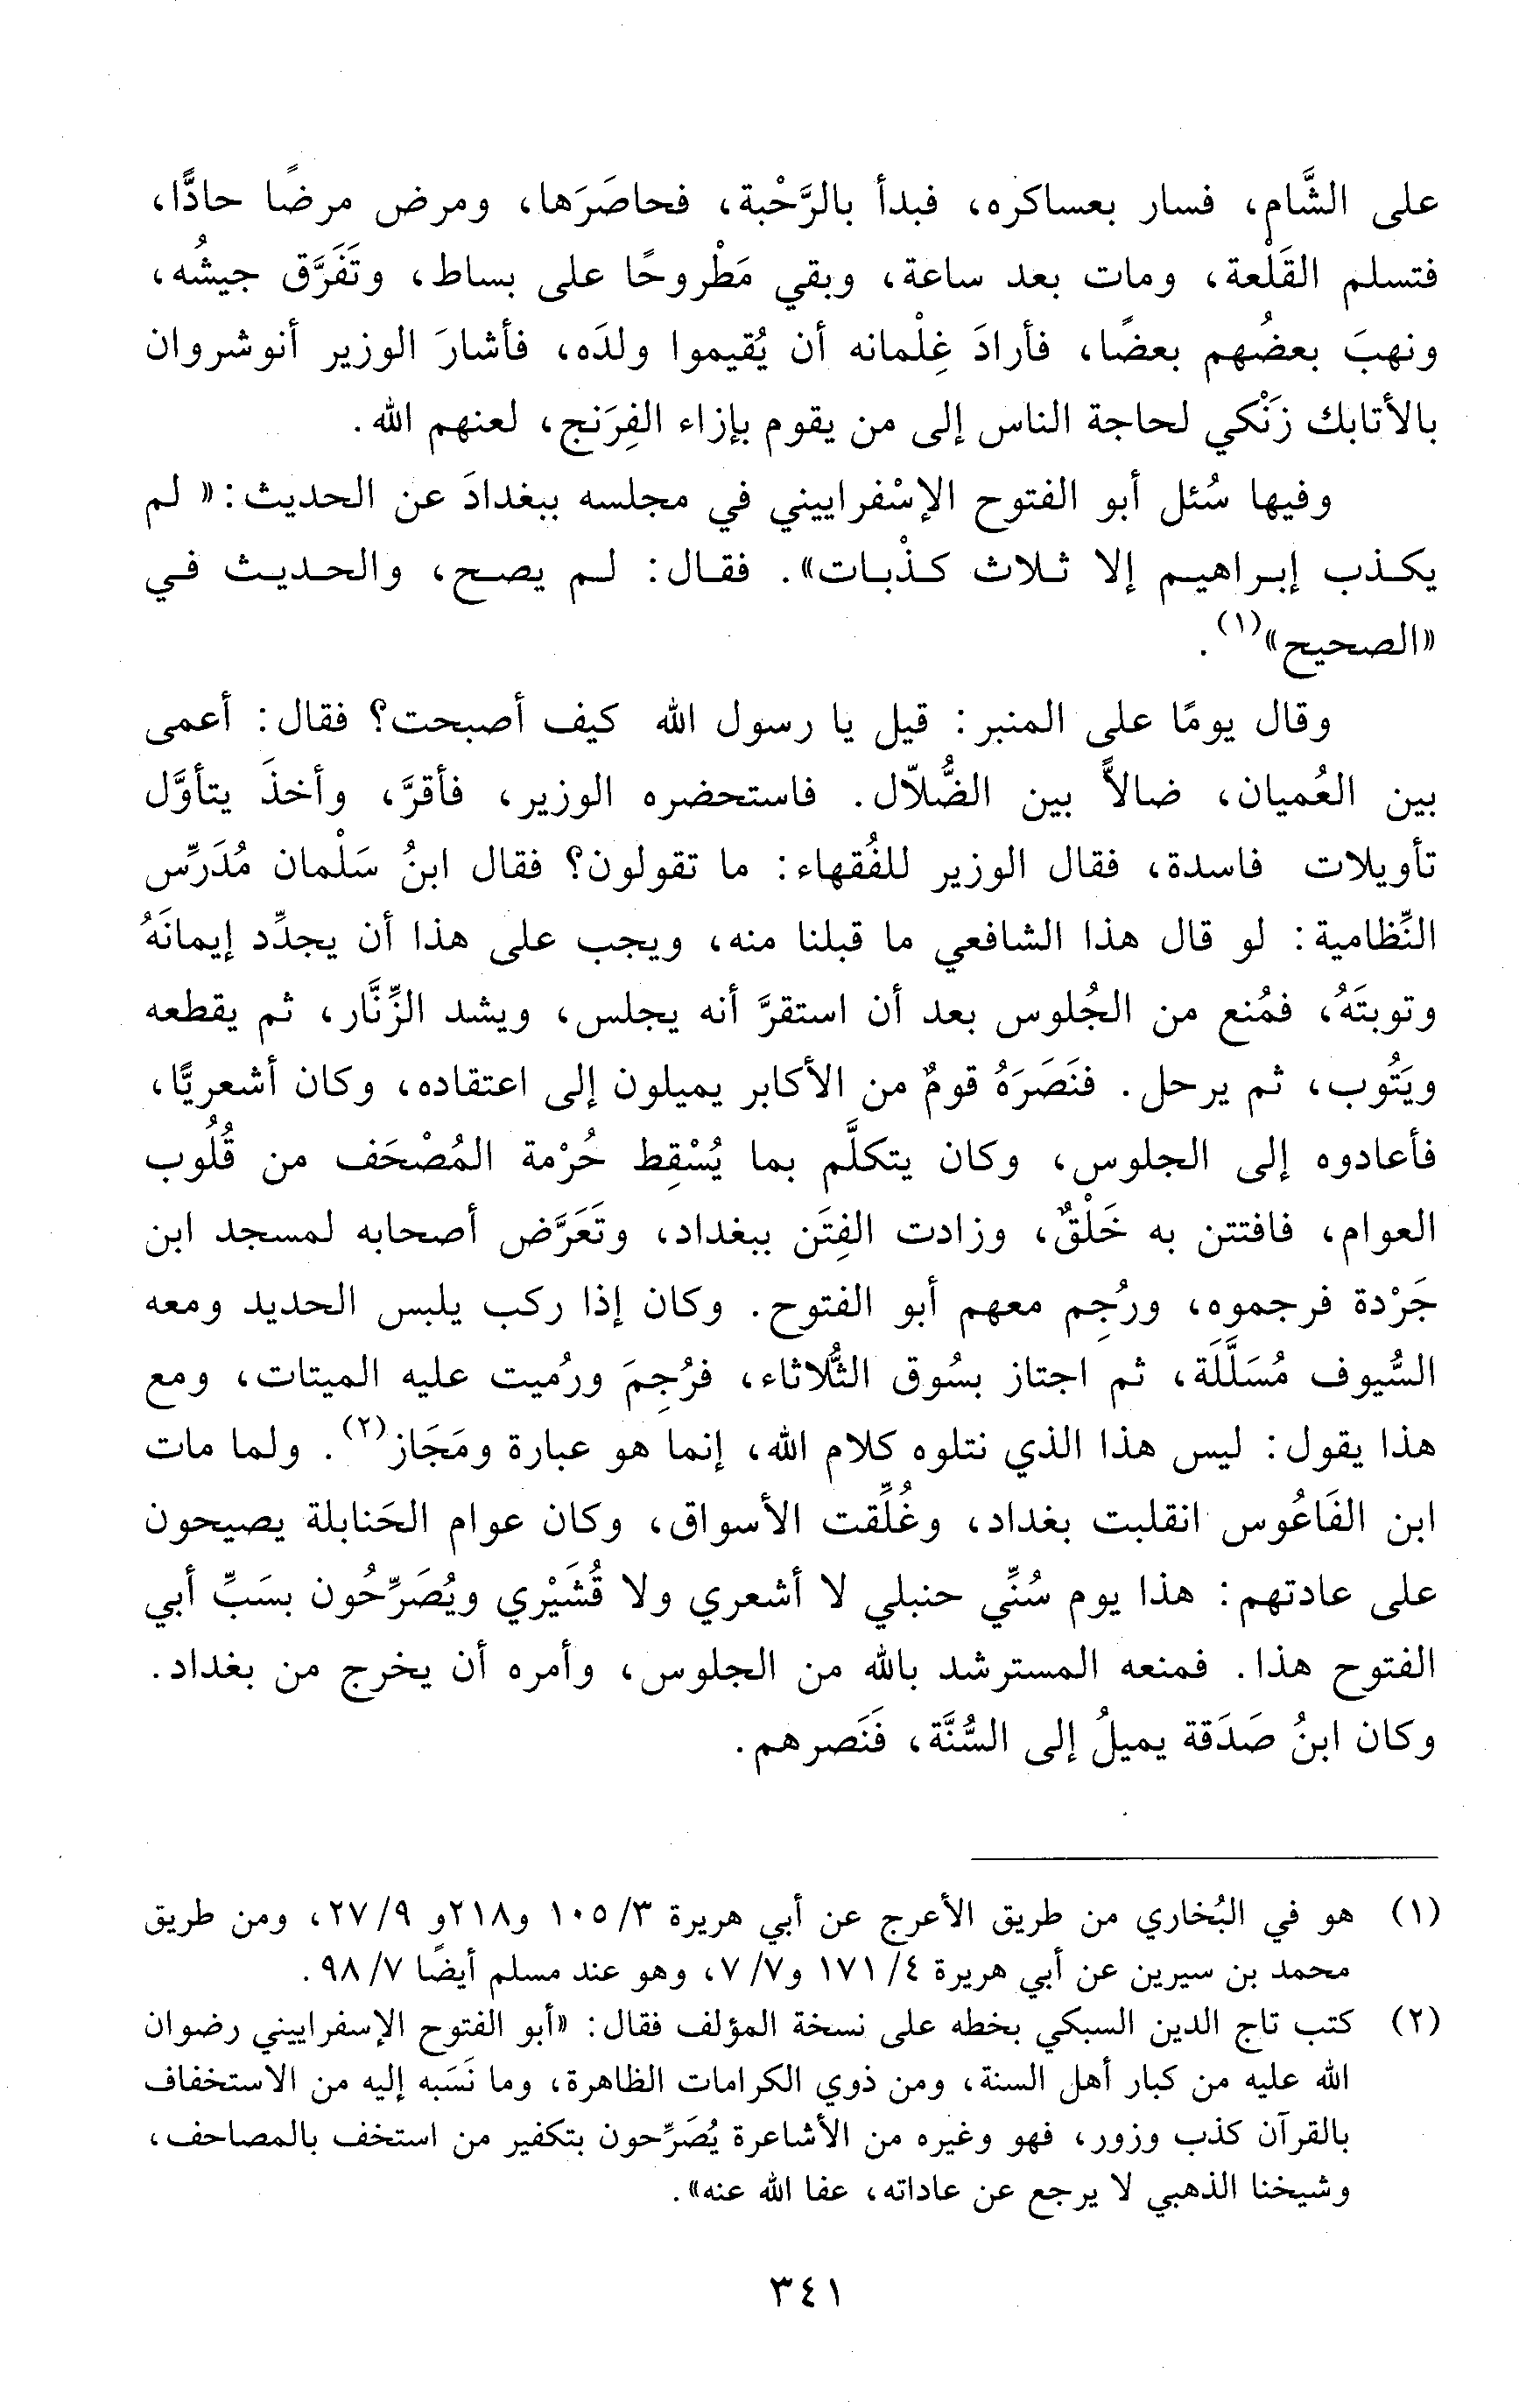 على الشَّام، فسار بعساكره، فبدأ بالرَّحْبة، فحاصَرَها، ومرض مرضًا حادًّا،
فتسلم القَلْعة، ومات بعد ساعة، وبقي مَطْروحًا على بساط، وتَفَرَّق جيشُه،
ونهبَ بعضُهم بعضًا، فأرادَ غِلْمانه أن يُقيموا ولدَه، فأشارَ الوزير أنوشروان
بالأتابك زَنْكي لحاجة الناس إلى من يقوم بإزاء الفِرَنج، لعنهم الله.
وفيها سُئل أبو الفتوح الإسْفراييني في مجلسه ببغدادَ عن الحديث: «لم
يكذب إبراهيم إلا ثلاث كذْبات». فقال: لم يصح، والحديث في
«الصحيح»(١).
وقال يومًا على المنبر: قيل يا رسول الله كيف أصبحت؟ فقال: أعمى
بين العُميان، ضالاًّ بين الضُّلاّل. فاستحضره الوزير، فأقرَّ، وأخذَ يتأوَّل
تأويلات فاسدة، فقال الوزير للفُقهاء: ما تقولون؟ فقال ابنُ سَلْمان مُدَرِّس
النِّظامية: لو قال هذا الشافعي ما قبلنا منه، ويجب على هذا أن يجدِّد إيمانَهُ
وتوبتَهُ، فمُنع من الجُلوس بعد أن استقرَّ أنه يجلس، ويشد الزِّنَّار، ثم يقطعه
ويَتُوب، ثم يرحل. فنَصَرَهُ قومٌ من الأكابر يميلون إلى اعتقاده، وكان أشعريًّا،
فأعادوه إلى الجلوس، وكان يتكلَّم بما يُسْقِط حُرْمة المُصْحَف من قُلُوب
العوام، فافتتن به خَلْقٌ، وزادت الفِتَن ببغداد، وتَعَرَّض أصحابه لمسجد ابن
جَرْدة فرجموه، ورُجِم معهم أبو الفتوح. وكان إذا ركب يلبس الحديد ومعه
السُّيوف مُسَلَّلَة، ثم اجتاز بسُوق الثُّلاثاء، فرُجِمَ ورُميت عليه الميتات، ومع
هذا يقول: ليس هذا الذي نتلوه كلام الله، إنما هو عبارة ومَجَاز(٢). ولما مات
ابن الفَاعُوس انقلبت بغداد، وغُلِّقت الأسواق، وكان عوام الحَنابلة يصيحون
على عادتهم: هذا يوم سُنِّي حنبلي لا أشعري ولا قُشَيْري ويُصَرِّحُون بسَبِّ أبي
الفتوح هذا. فمنعه المسترشد بالله من الجلوس، وأمره أن يخرج من بغداد.
وكان ابنُ صَدَقة يميلُ إلى السُّنَّة، فَنَصرهم.
(١) هو في البُخاري من طريق الأعرج عن أبي هريرة ٣/ ١٠٥ و٢١٨و ٩/ ٢٧، ومن طريق
محمد بن سيرين عن أبي هريرة ٤/ ١٧١ و٧/ ٧، وهو عند مسلم أيضًا ٧/ ٩٨.
(٢) كتب تاج الدين السبكي بخطه على نسخة المؤلف فقال: «أبو الفتوح الإسفراييني رضوان
الله عليه من كبار أهل السنة، ومن ذوي الكرامات الظاهرة، وما نَسَبه إليه من الاستخفاف
بالقرآن كذب وزور، فهو وغيره من الأشاعرة يُصَرِّحون بتكفير من استخف بالمصاحف،
وشيخنا الذهبي لا يرجع عن عاداته، عفا الله عنه».
٣٤١